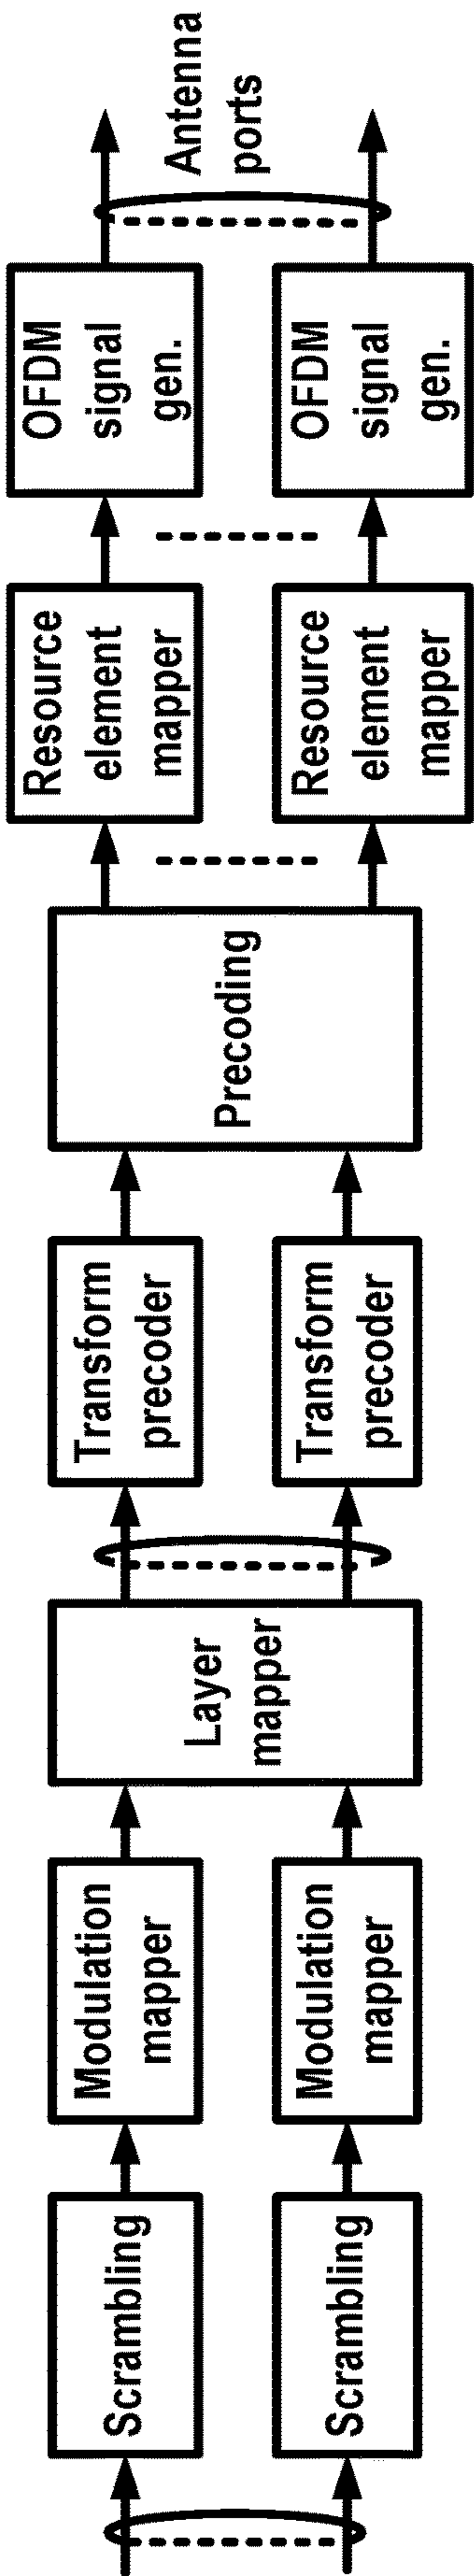 Scrambling
Scrambling
Modulation
mapper
Modulation
mapper
Layer
mapper
Transform
precoder
Transform
precoder
Precoding
Resource
element
mapper
Resource
element
mapper
OFDM
signal
gen.
OFDM
signal
gen.
Antenna
ports